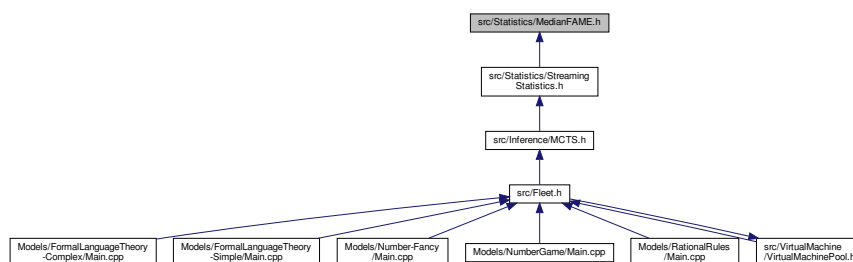 src/Statistics/MedianFAME.h
src/Statistics/Streaming
Statistics.h
src/Inference/MCTS.h
src/Fleet.h
Models/FormalLanguageTheory
-Complex/Main.cpp
Models/FormalLanguageTheory
-Simple/Main.cpp
Models/Number-Fancy
/Main.cpp
Models/NumberGame/Main.cpp
Models/RationalRules
/Main.cpp
src/VirtualMachine
/VirtualMachinePool.h